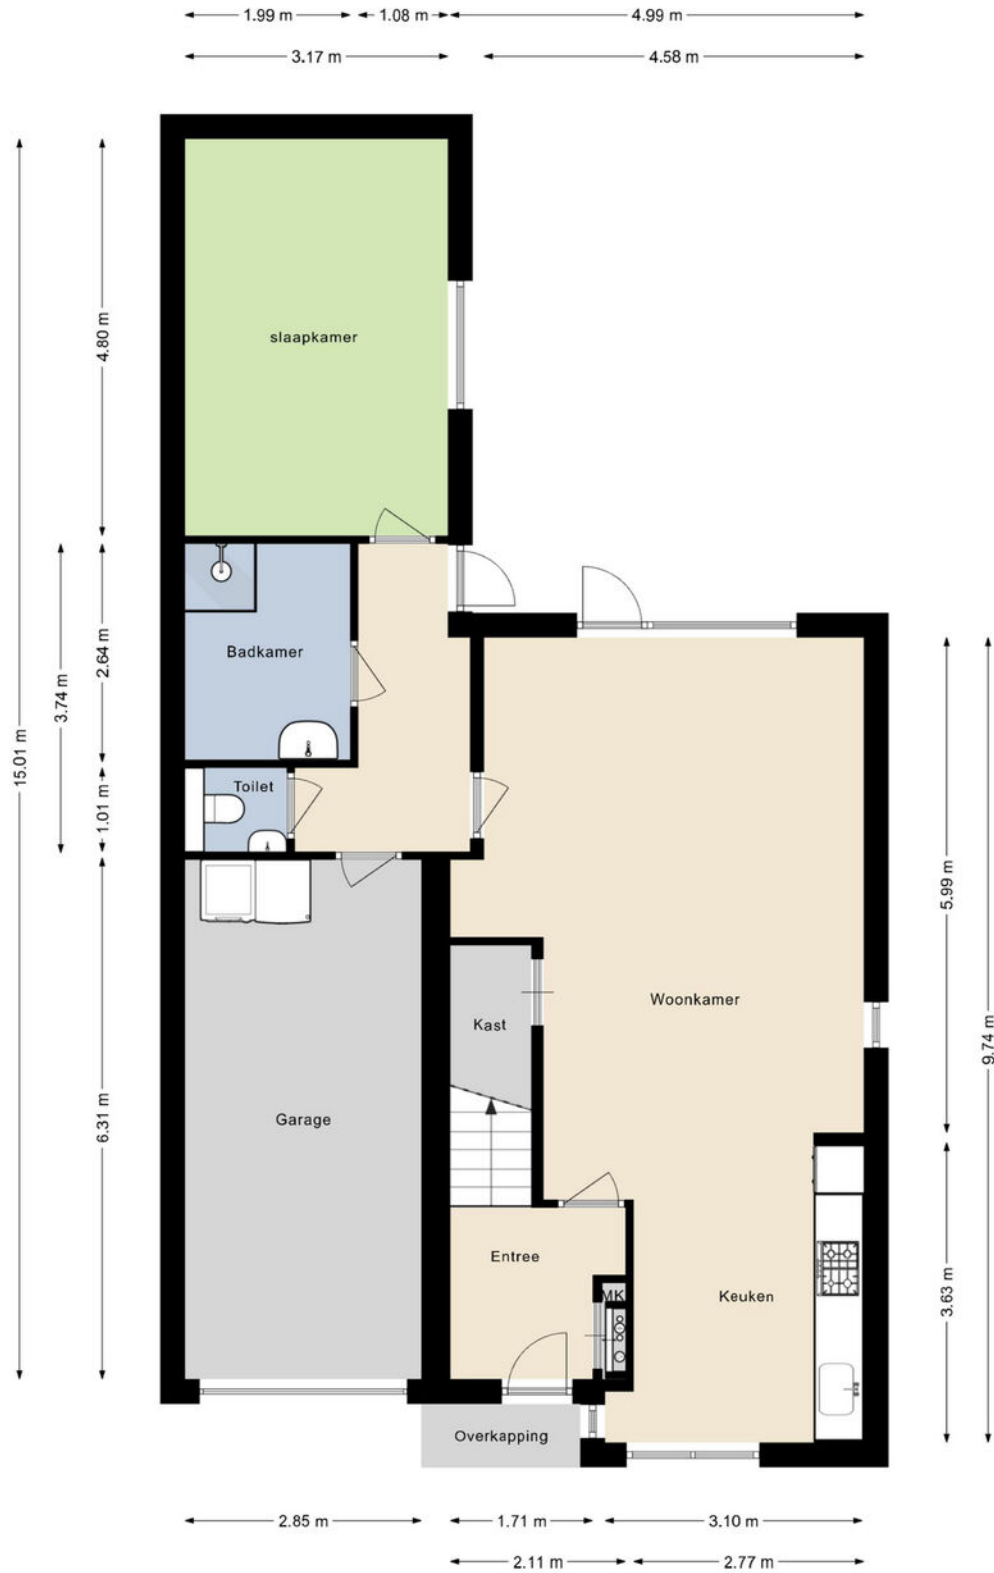 1.99 m 1.08 m 4.99 m
3.17 m 4.58 m
slaapkamer
4.80 m
Badkamer
2.64 m
3.74 m
15.01 m
Toilet
1.01 m
5.99 m
Woonkamer
Kast
9.74 m
Garage
6.31 m
Entree
MK
Keuken
3.63 m
Overkapping
2.85 m 1.71 m 3.10 m
2.11 m 2.77 m